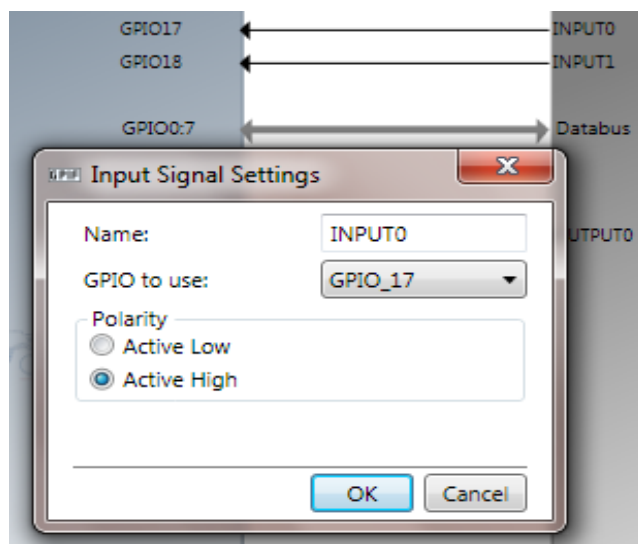 GPIO17 INPUT0
GPIO18 INPUT1
GPIO0:7 Databus
Input Signal Settings
Name: INPUT0
UTPUT0
GPIO to use: GPIO_17
Polarity
Active Low
Active High
OK Cancel